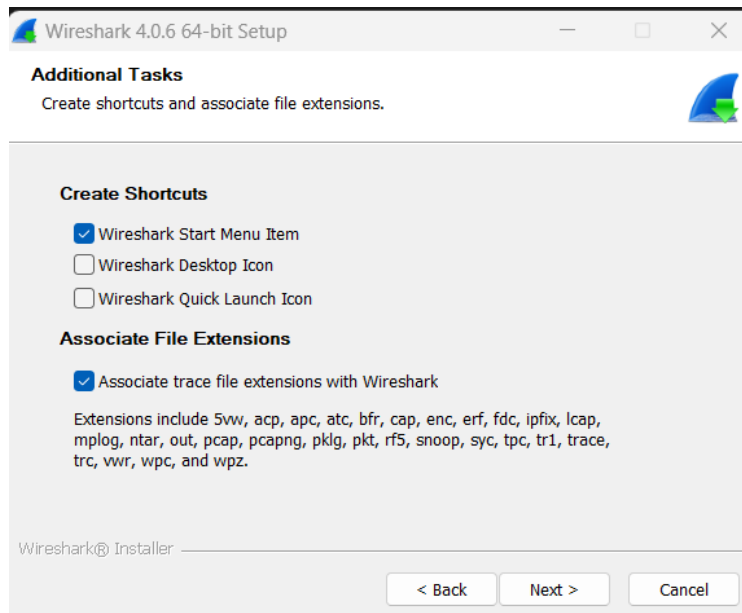 Wireshark 4.0.6 64-bit Setup
Additional Tasks
Create shortcuts and associate file extensions.
Create Shortcuts
Wireshark Start Menu Item
Wireshark Desktop Icon
Wireshark Quick Launch Icon
Associate File Extensions
Associate trace file extensions with Wireshark
Extensions include 5vw, acp, apc, atc, bfr, cap, enc, erf, fdc, ipfix, lcap,
mplog, ntar, out, pcap, pcapng, pklg, pkt, rf5, snoop, syc, tpc, tr1, trace,
trc, vwr, wpc, and wpz.
Wireshark® Installer
< Back Next > Cancel